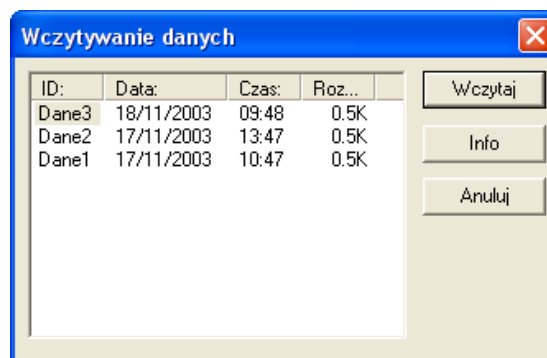 Wczytywanie danych
ID: Data: Czas: Roz...
Dane3 18/11/2003 09:48 0.5K
Dane2 17/11/2003 13:47 0.5K
Dane1 17/11/2003 10:47 0.5K
Wczytaj
Info
Anuluj